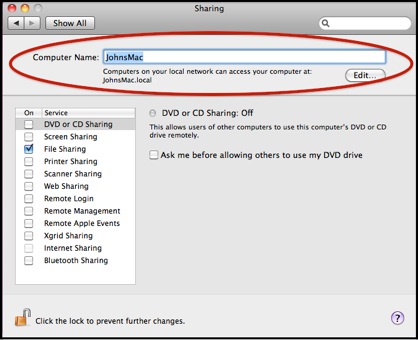 Sharing
Show All
Computer Name: JohnsMac
Computers on your local network can access your computer at:
JohnsMac.local
Edit...
On Service
DVD or CD Sharing
Screen Sharing
File Sharing
Printer Sharing
Scanner Sharing
Web Sharing
Remote Login
Remote Management
Remote Apple Events
Xgrid Sharing
Internet Sharing
Bluetooth Sharing
DVD or CD Sharing: Off
This allows users of other computers to use this computer's DVD or CD
drive remotely.
Ask me before allowing others to use my DVD drive
Click the lock to prevent further changes.
?